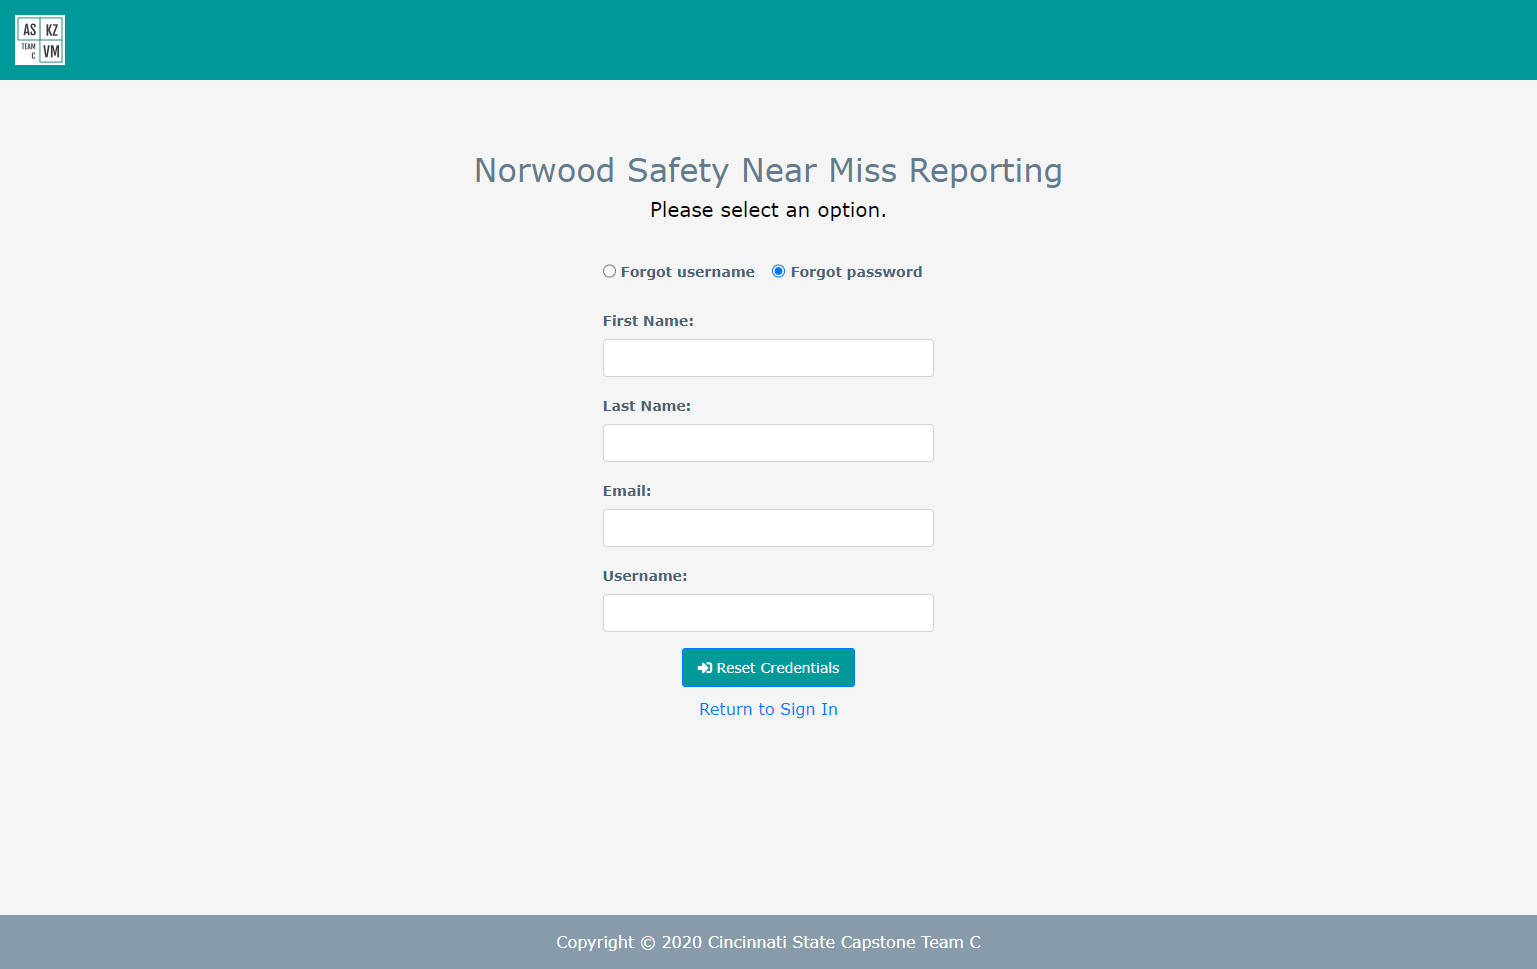 AS KZ
TEAM C VM
Norwood Safety Near Miss Reporting
Please select an option.
Forgot username Forgot password
First Name:
Last Name:
Email:
Username:
Reset Credentials
Return to Sign In
Copyright © 2020 Cincinnati State Capstone Team C